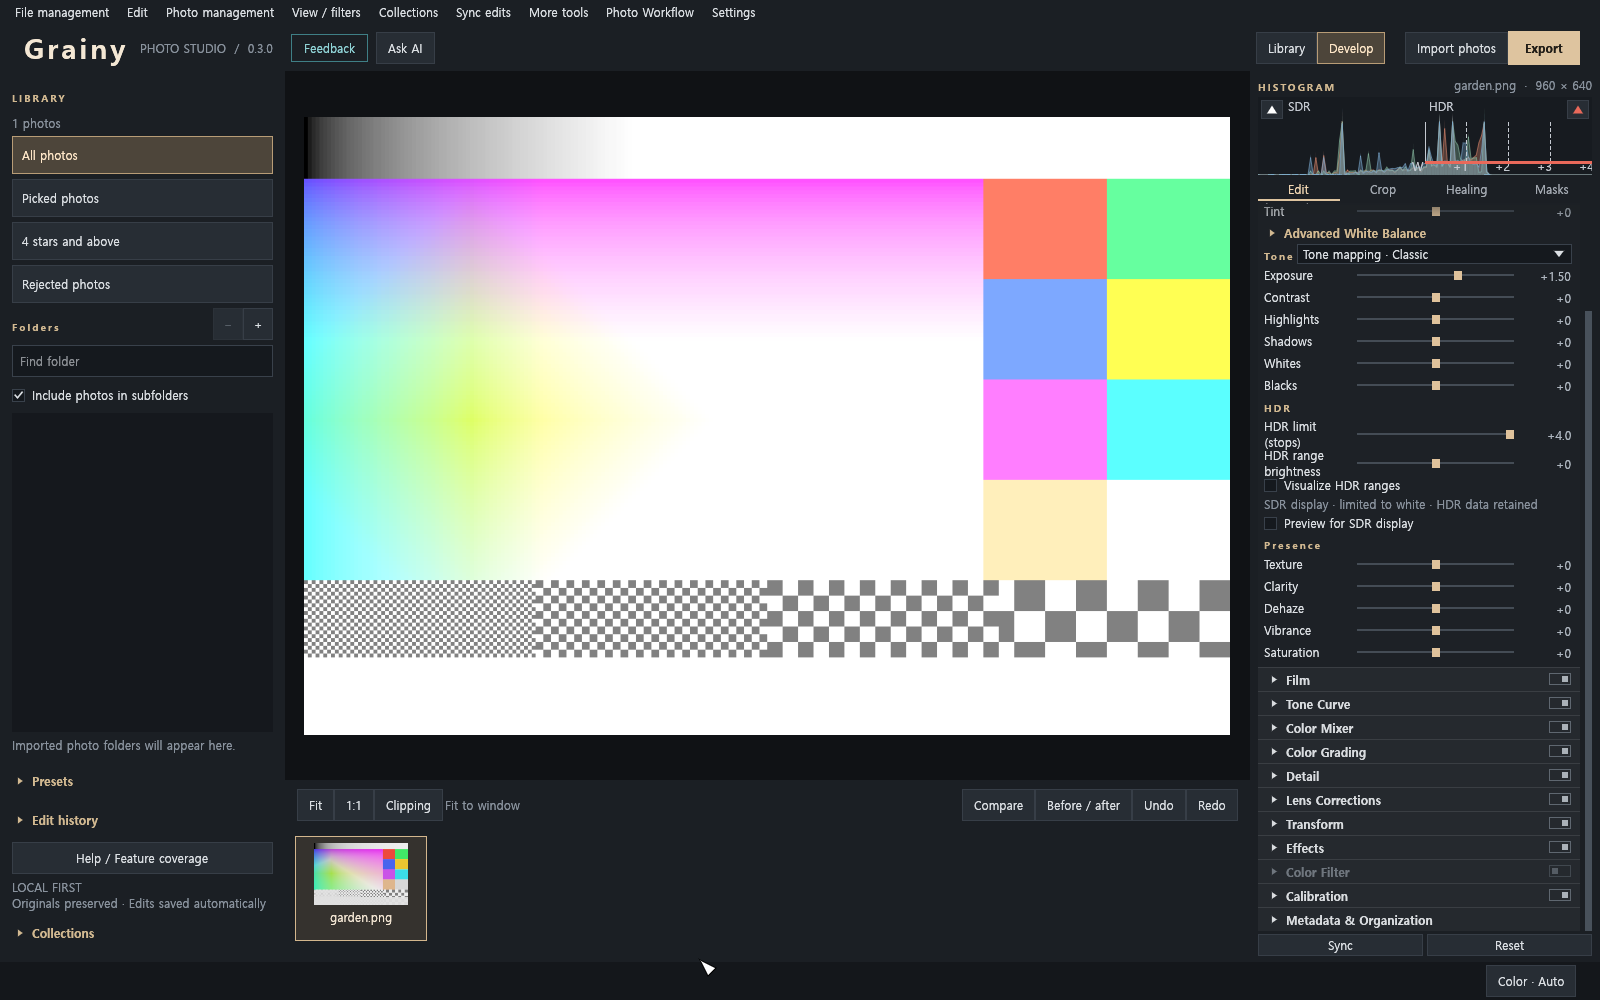 File management Edit Photo management View / filters Collections Sync edits More tools Photo Workflow Settings
Grainy PHOTO STUDIO / 0.3.0 Feedback Ask AI Library Develop Import photos Export
LIBRARY
1 photos
All photos
Picked photos
4 stars and above
Rejected photos
Folders − +
Find folder
Include photos in subfolders
Imported photo folders will appear here.
Presets
Edit history
Help / Feature coverage
LOCAL FIRST
Originals preserved · Edits saved automatically
Collections
Fit 1:1 Clipping Fit to window Compare Before / after Undo Redo
garden.png
HISTOGRAM garden.png · 960 × 640
SDR HDR
W +1 +2 +3 +4
Edit Crop Healing Masks
Tint +0
Advanced White Balance
Tone Tone mapping · Classic
Exposure +1.50
Contrast +0
Highlights +0
Shadows +0
Whites +0
Blacks +0
HDR
HDR limit (stops) +4.0
HDR range brightness +0
Visualize HDR ranges
SDR display · limited to white · HDR data retained
Preview for SDR display
Presence
Texture +0
Clarity +0
Dehaze +0
Vibrance +0
Saturation +0
Film
Tone Curve
Color Mixer
Color Grading
Detail
Lens Corrections
Transform
Effects
Color Filter
Calibration
Metadata & Organization
Sync Reset
Color · Auto